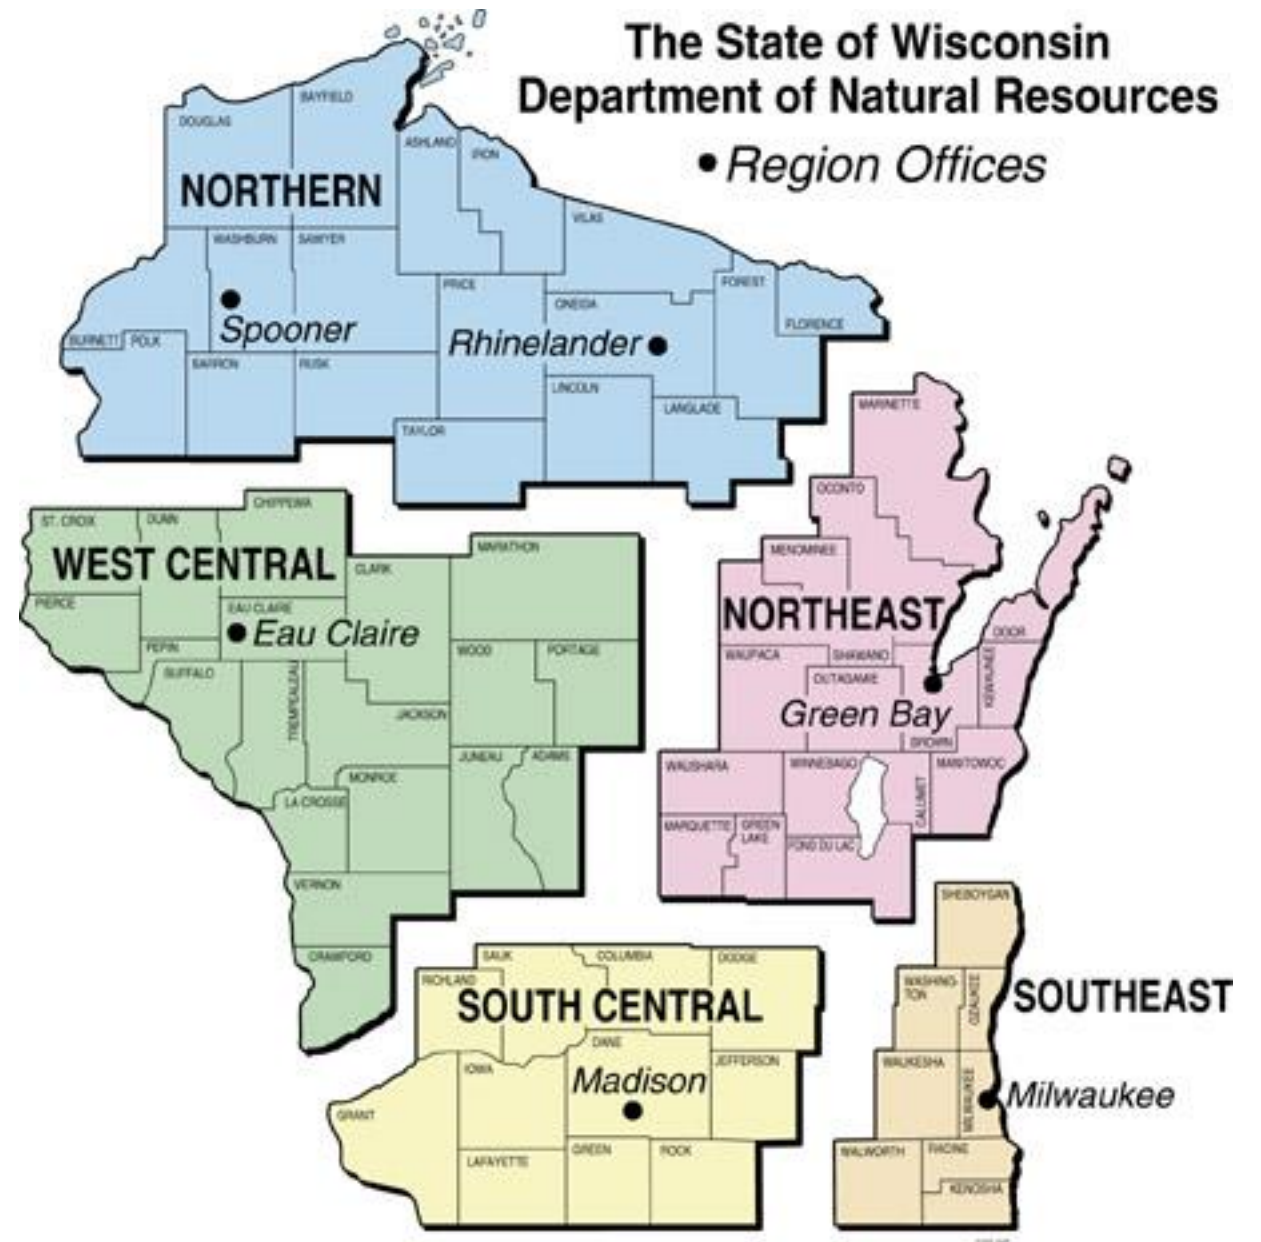 The State of Wisconsin
Department of Natural Resources
• Region Offices
BAYFIELD
DOUGLAS
ASHLAND
IRON
NORTHERN
VILAS
WASHBURN
SAWYER
PRICE
FOREST
ONEIDA
FLORENCE
Spooner
Rhinelander
BURNETT
POLK
BARRON
RUSK
LINCOLN
LANGLADE
TAYLOR
MARINETTE
OCONTO
MENOMINEE
NORTHEAST
DOOR
WAUPACA
SHAWANO
OUTAGAMIE
KEWAUNEE
Green Bay
BROWN
WAUSHARA
WINNEBAGO
MANITOWOC
CALUMET
MARQUETTE
GREEN
LAKE
FOND DU LAC
CHIPPEWA
ST. CROIX
DUNN
WEST CENTRAL
MARATHON
CLARK
PIERCE
EAU CLAIRE
Eau Claire
PEPIN
WOOD
PORTAGE
BUFFALO
TREMPEALEAU
JACKSON
JUNEAU
ADAMS
MONROE
LA CROSSE
VERNON
CRAWFORD
SAUK
COLUMBIA
DODGE
RICHLAND
SOUTH CENTRAL
DANE
IOWA
JEFFERSON
Madison
GRANT
LAFAYETTE
GREEN
ROCK
SHEBOYGAN
WASHING-
TON
OZAUKEE
SOUTHEAST
WAUKESHA
MILWAUKEE
Milwaukee
WALWORTH
RACINE
KENOSHA